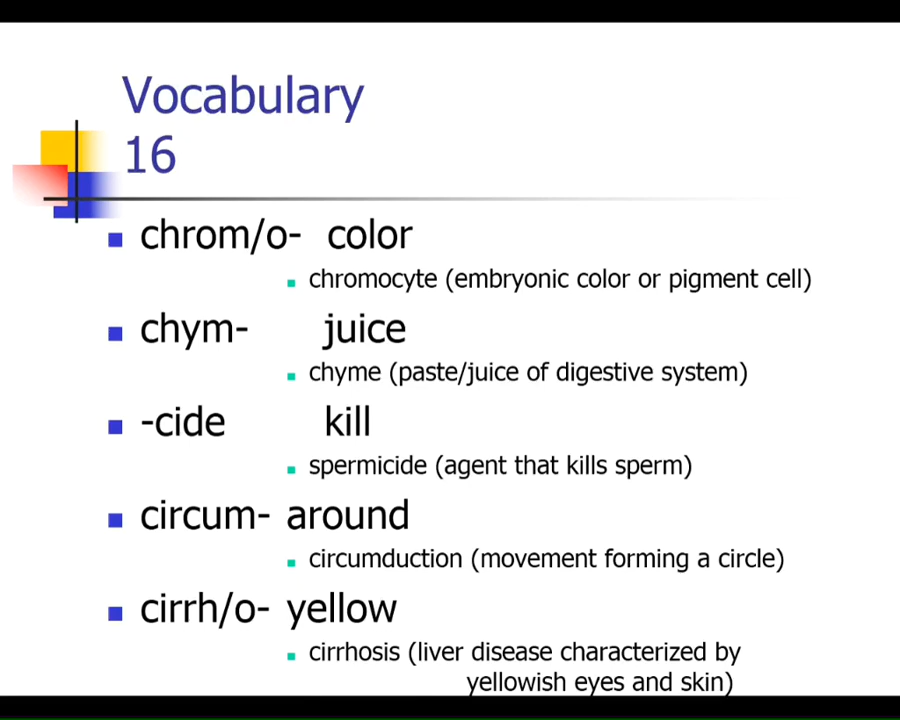 Vocabulary
16
chrom/o- color
chromocyte (embryonic color or pigment cell)
chym- juice
chyme (paste/juice of digestive system)
-cide kill
spermicide (agent that kills sperm)
circum- around
circumduction (movement forming a circle)
cirrh/o- yellow
cirrhosis (liver disease characterized by
yellowish eyes and skin)